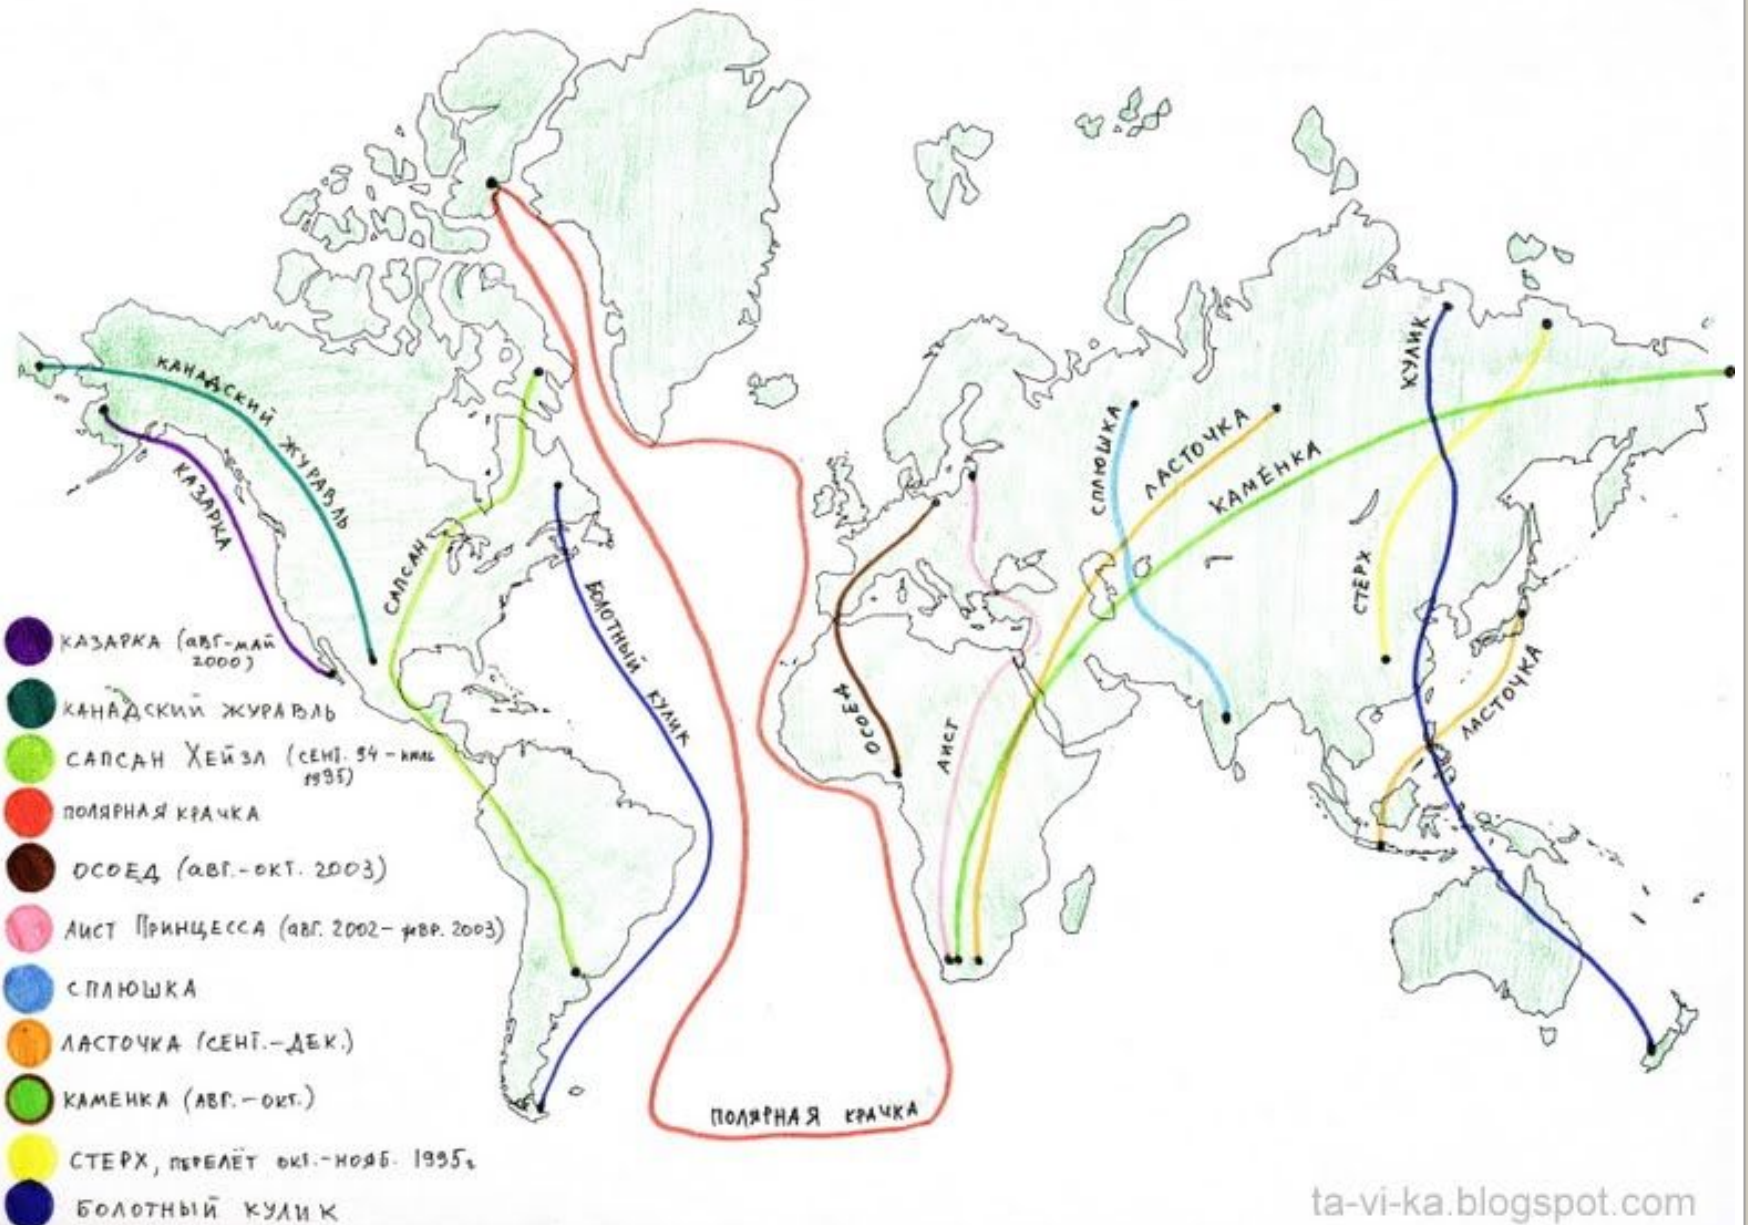 КАНАДСКИЙ ЖУРАВЛЬ
КАЗАРКА
САПСАН
БОЛОТНЫЙ КУЛИК
ОСОЕД
АИСТ
СПЛЮШКА
ЛАСТОЧКА
КАМЕНКА
КУЛИК
СТЕРХ
ЛАСТОЧКА
ПОЛЯРНАЯ КРАЧКА
КАЗАРКА (АВГ-МАЙ
2000)
КАНАДСКИЙ ЖУРАВЛЬ
САПСАН ХЕЙЗЛ (СЕНТ. 94 - ИЮЛЬ
1995)
ПОЛЯРНАЯ КРАЧКА
ОСОЕД (АВГ.-ОКТ. 2003)
АИСТ ПРИНЦЕССА (АВГ. 2002- ФЕВР. 2003)
СПЛЮШКА
ЛАСТОЧКА (СЕНТ.-ДЕК.)
КАМЕНКА (АВГ.-ОКТ.)
СТЕРХ, ПЕРЕЛЁТ ОКТ.-НОЯБ. 1995г
БОЛОТНЫЙ КУЛИК
ta-vi-ka.blogspot.com